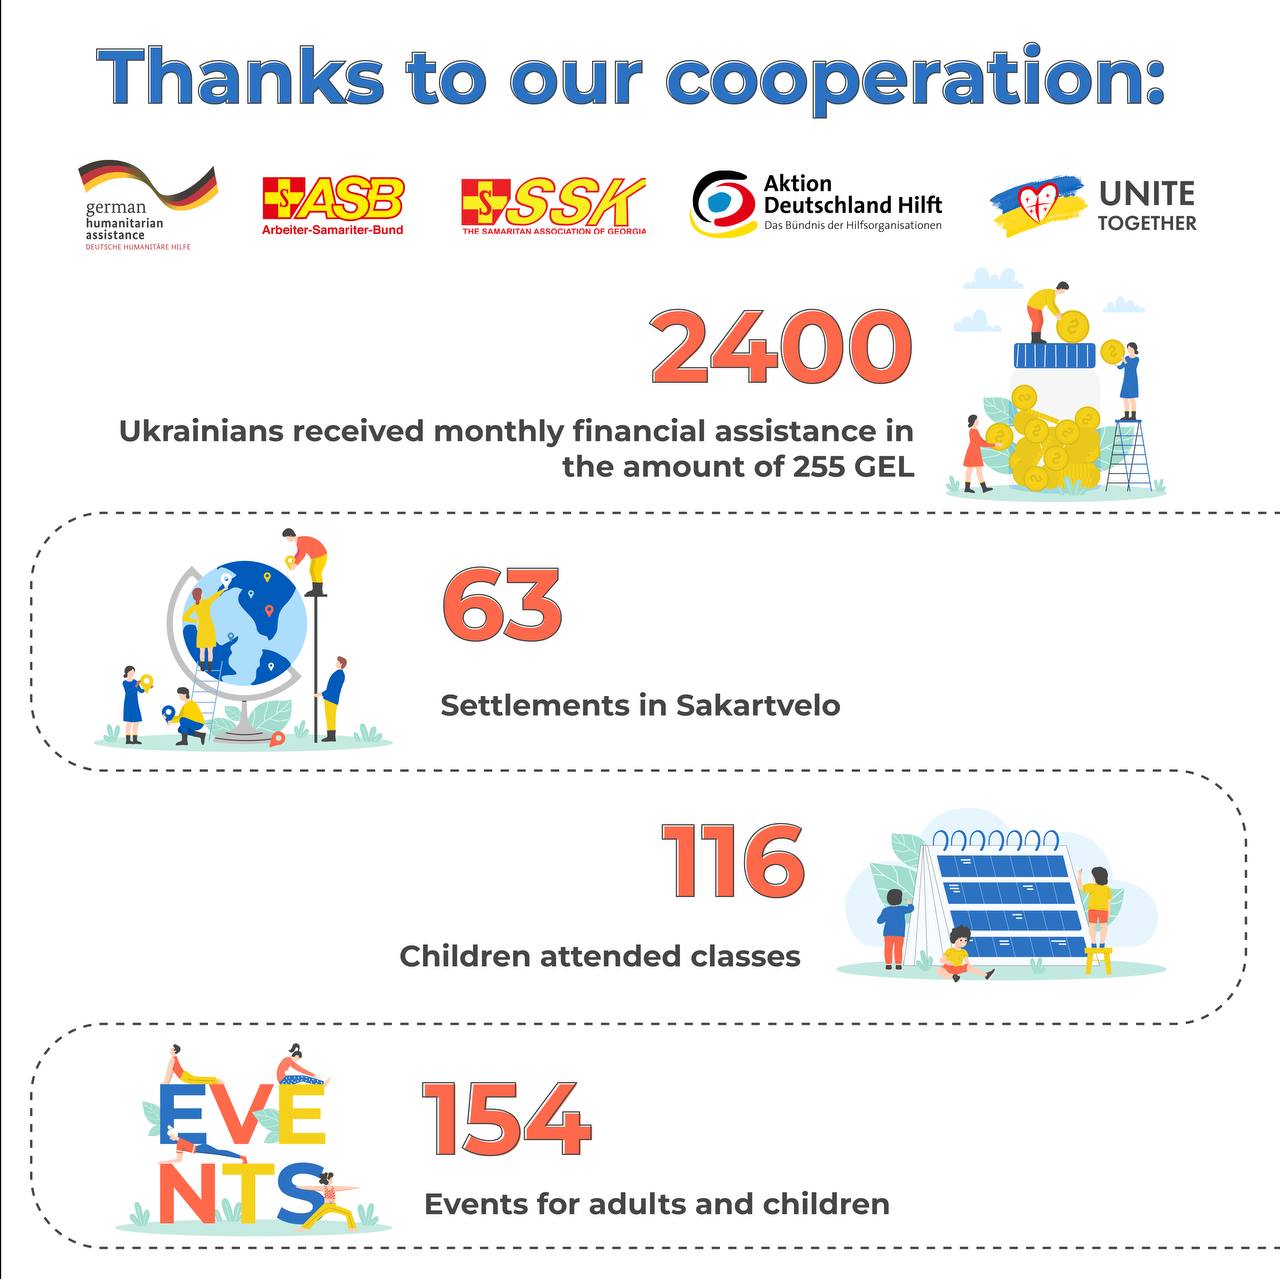 Thanks to our cooperation:
german
humanitarian
assistance
DEUTSCHE HUMANITÄRE HILFE
S ASB
Arbeiter-Samariter-Bund
S SSK
THE SAMARITAN ASSOCIATION OF GEORGIA
Aktion
Deutschland Hilft
Das Bündnis der Hilfsorganisationen
UNITE
TOGETHER
2400
Ukrainians received monthly financial assistance in
the amount of 255 GEL
63
Settlements in Sakartvelo
116
Children attended classes
EVE
NTS
154
Events for adults and children